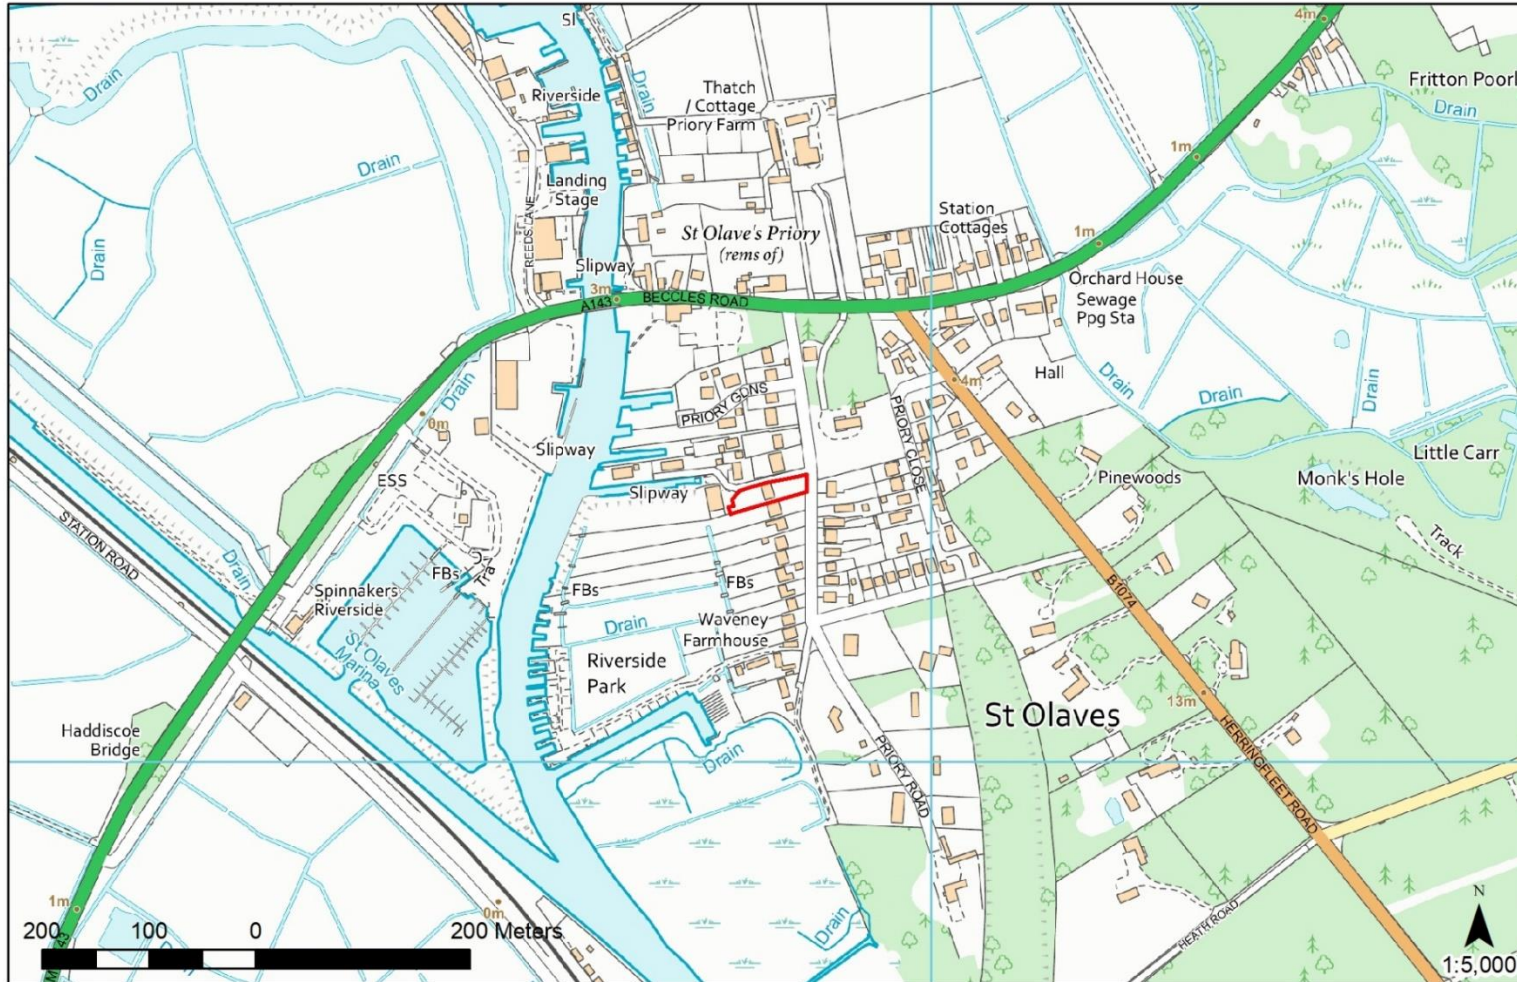 Sl
4m
Drain
Riverside
Drain
Thatch
/ Cottage
Priory Farm
Fritton Poorl
Drain
Drain
1m
Landing
Stage
REEDS LANE
Station
Cottages
St Olave's Priory
(rems of)
Drain
1m
Slipway
3m
A143
BECCLES ROAD
Orchard House
Sewage
Ppg Sta
Drain
0m
4m
Hall
Drain
Drain
Drain
PRIORY GDNS
PRIORY CLOSE
Slipway
Little Carr
ESS
Slipway
Pinewoods
Monk's Hole
STATION ROAD
Track
Drain
FBs
Tra
Spinnakers
Riverside
FBs
FBs
B1074
St Olaves
Marina
Drain
Waveney
Farmhouse
Riverside
Park
13m
St Olaves
Haddiscoe
Bridge
Drain
PRIORY ROAD
HERRINGFLEET ROAD
1m
0m
200 100 0 200 Meters
Drain
Drain
HEATH ROAD
N
1:5,000